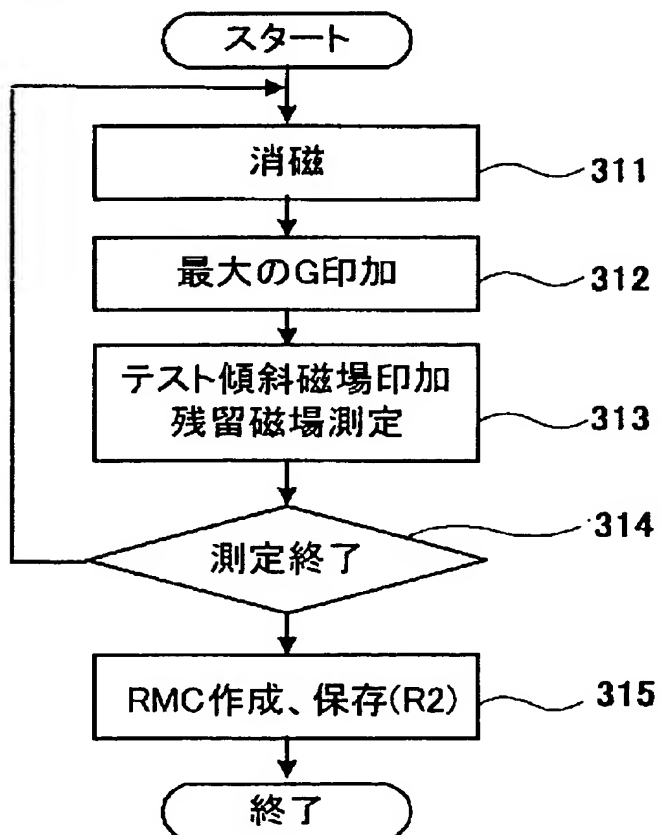 スタート
消磁
311
最大のG印加
312
テスト傾斜磁場印加
残留磁場測定
313
測定終了
314
RMC作成、保存(R2)
315
終了